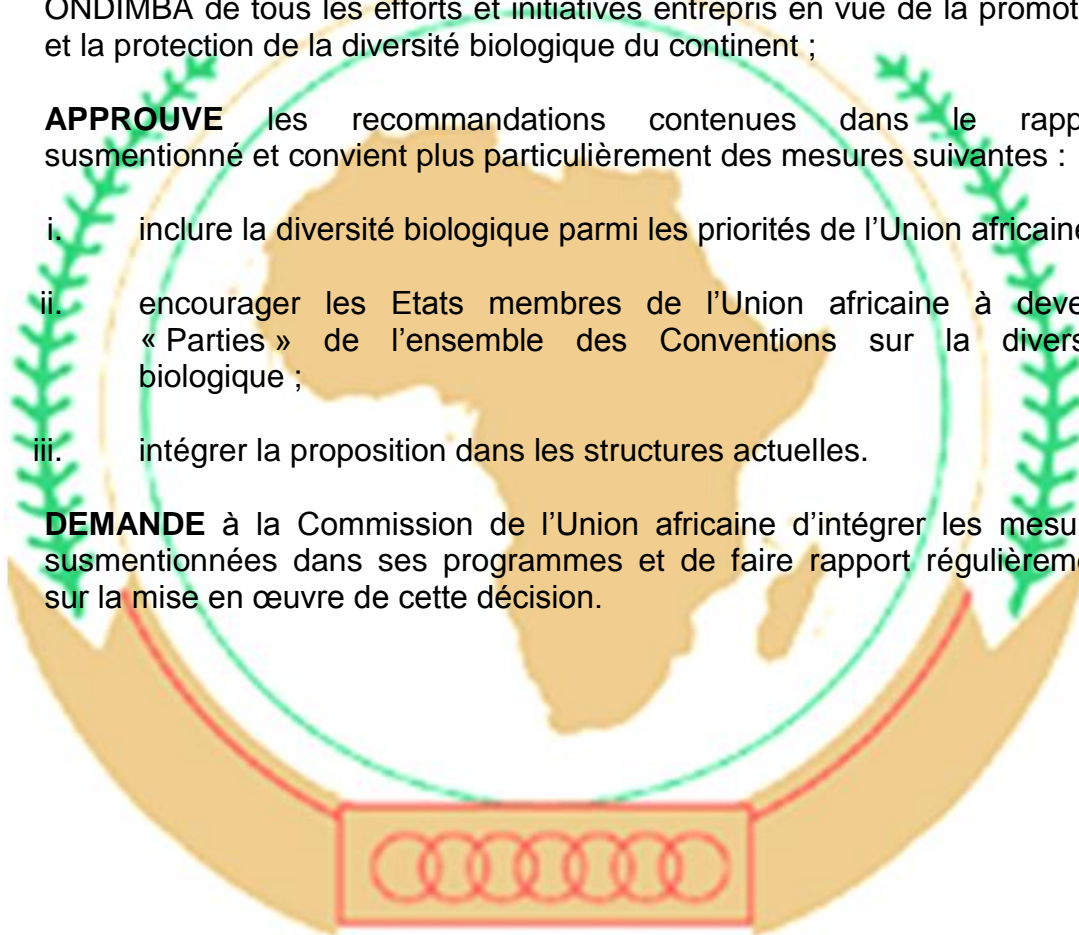 ONDIMBA de tous les efforts et initiatives entrepris en vue de la promot
et la protection de la diversité biologique du continent ;
APPROUVE les recommandations contenues dans le rapp
susmentionné et convient plus particulièrement des mesures suivantes :
i. inclure la diversité biologique parmi les priorités de l’Union africaine
ii. encourager les Etats membres de l’Union africaine à deve
« Parties » de l’ensemble des Conventions sur la divers
biologique ;
iii. intégrer la proposition dans les structures actuelles.
DEMANDE à la Commission de l’Union africaine d’intégrer les mesu
susmentionnées dans ses programmes et de faire rapport régulièreme
sur la mise en œuvre de cette décision.